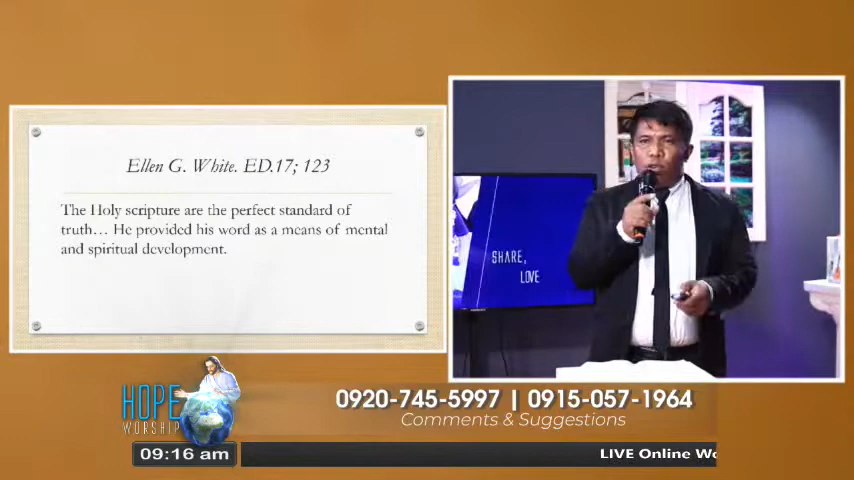 Ellen G. White. ED.17; 123
The Holy scripture are the perfect standard of
truth… He provided his word as a means of mental
and spiritual development.
SHARE,
LOVE
HOPE
WORSHIP
0920-745-5997 | 0915-057-1964
Comments & Suggestions
09:16 am
LIVE Online